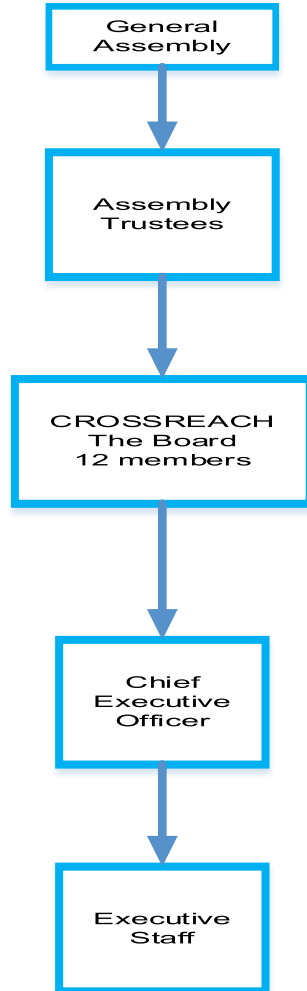 General
Assembly
Assembly
Trustees
CROSSREACH
The Board
12 members
Chief
Executive
Officer
Executive
Staff